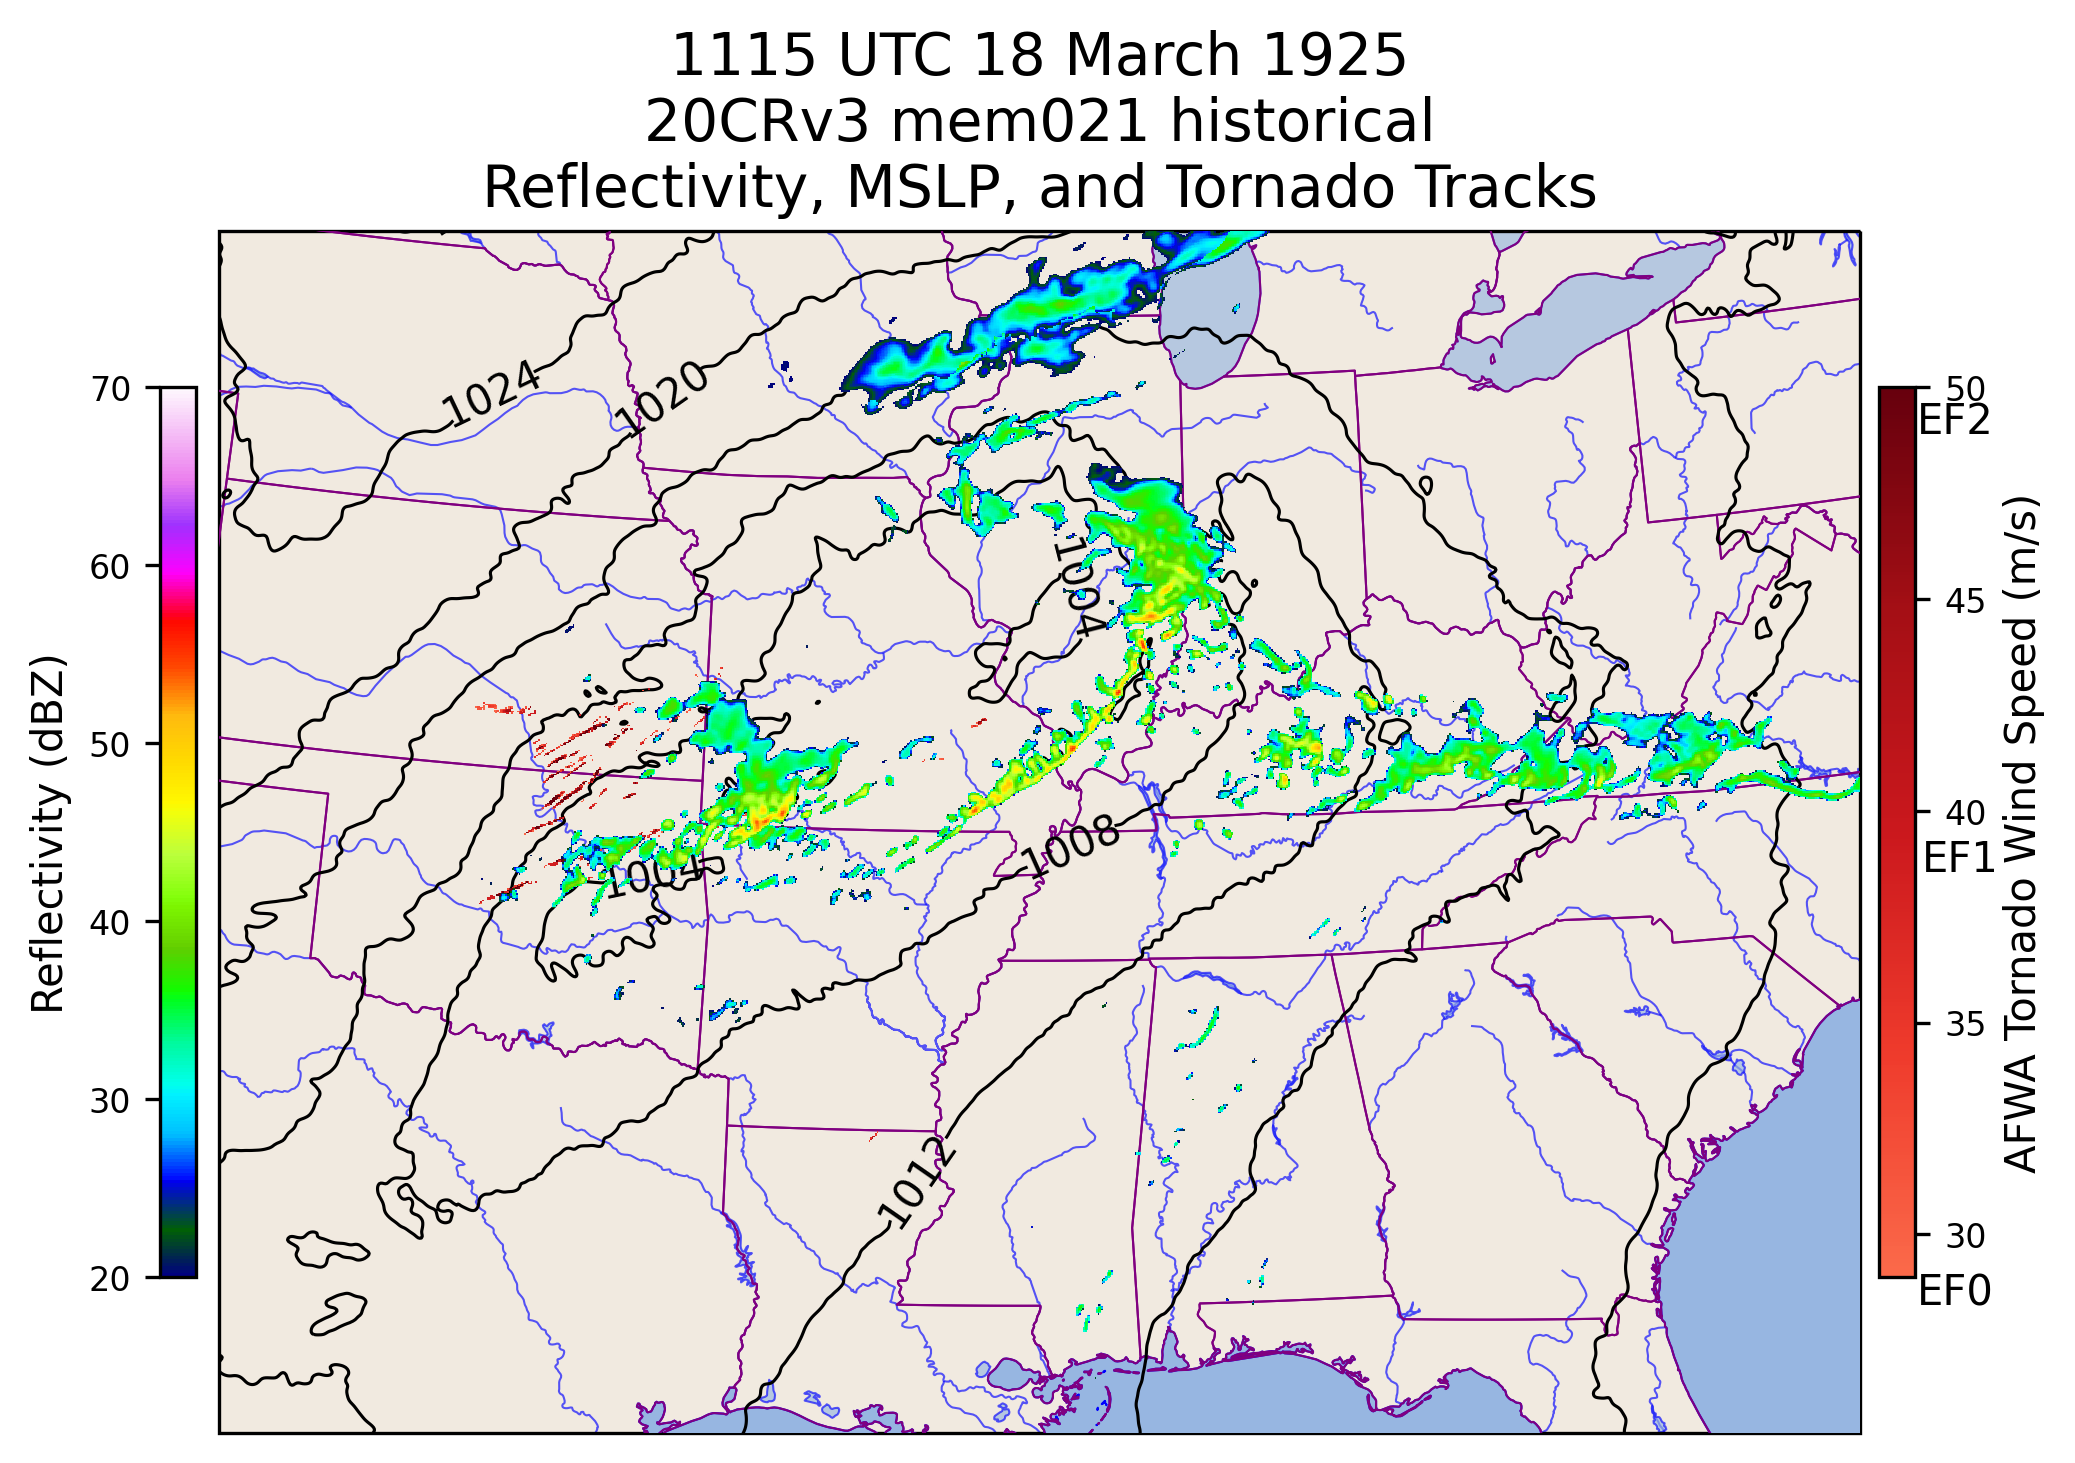 1115 UTC 18 March 1925
20CRv3 mem021 historical
Reflectivity, MSLP, and Tornado Tracks
Reflectivity (dBZ)
70
60
50
40
30
20
1024
1020
1004
1004
1008
1012
50
EF2
45
40
EF1
35
30
EF0
AFWA Tornado Wind Speed (m/s)